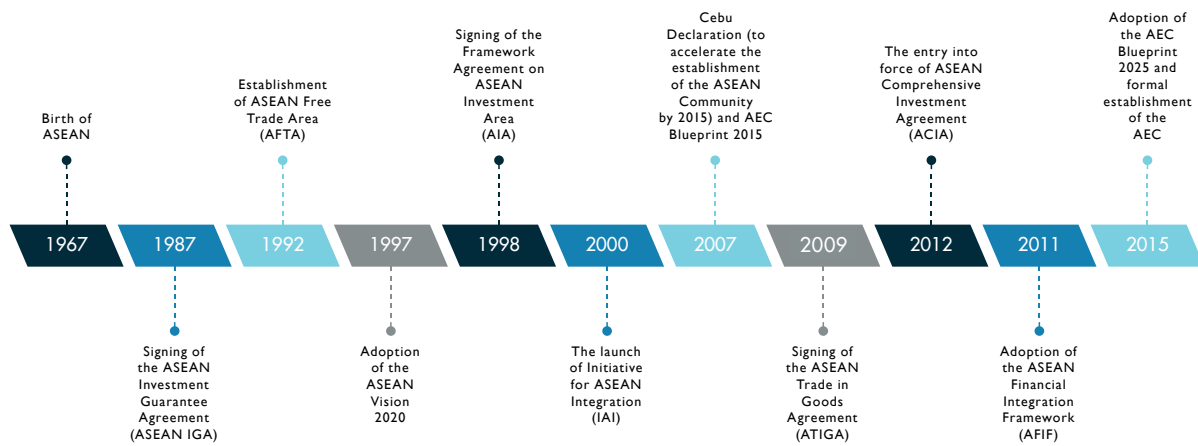 Birth of
ASEAN
1967
Signing of
the ASEAN
Investment
Guarantee
Agreement
(ASEAN IGA)
1987
Establishment
of ASEAN Free
Trade Area
(AFTA)
1992
1997
Adoption
of the
ASEAN
Vision
2020
Signing of the
Framework
Agreement on
ASEAN
Investment
Area
(AIA)
1998
2000
The launch
of Initiative
for ASEAN
Integration
(IAI)
Cebu
Declaration (to
accelerate the
establishment
of the ASEAN
Community
by 2015) and AEC
Blueprint 2015
2007
2009
Signing of
the ASEAN
Trade in
Goods
Agreement
(ATIGA)
The entry into
force of ASEAN
Comprehensive
Investment
Agreement
(ACIA)
2012
2011
Adoption of
the ASEAN
Financial
Integration
Framework
(AFIF)
Adoption of
the AEC
Blueprint
2025 and
formal
establishment
of the
AEC
2015